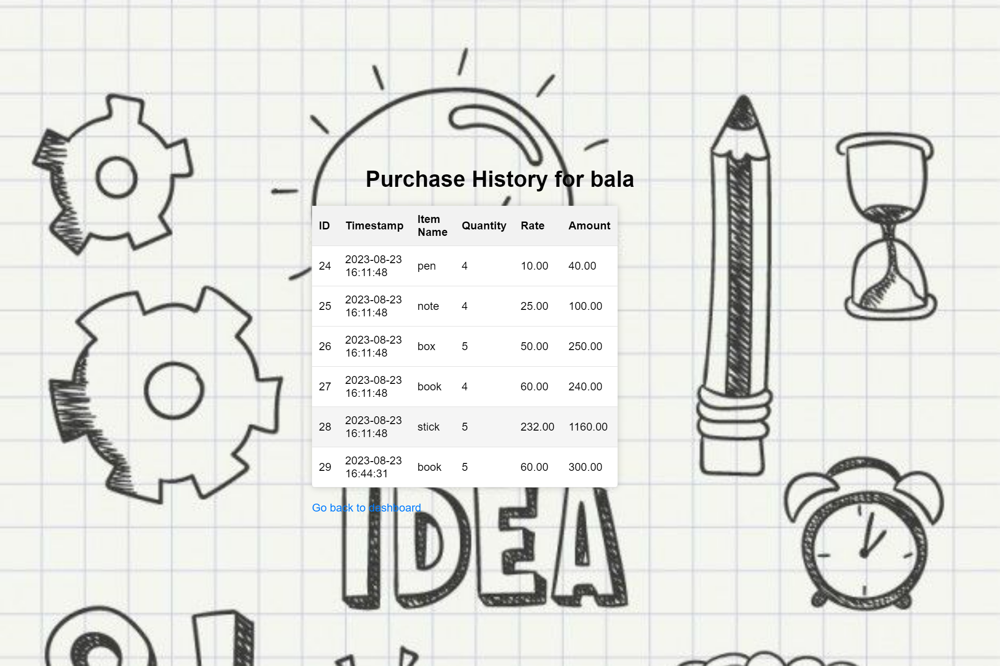 Purchase History for bala
ID Timestamp Item Name Quantity Rate Amount
24 2023-08-23 16:11:48 pen 4 10.00 40.00
25 2023-08-23 16:11:48 note 4 25.00 100.00
26 2023-08-23 16:11:48 box 5 50.00 250.00
27 2023-08-23 16:11:48 book 4 60.00 240.00
28 2023-08-23 16:11:48 stick 5 232.00 1160.00
29 2023-08-23 16:44:31 book 5 60.00 300.00
Go back to dashboard
IDEA